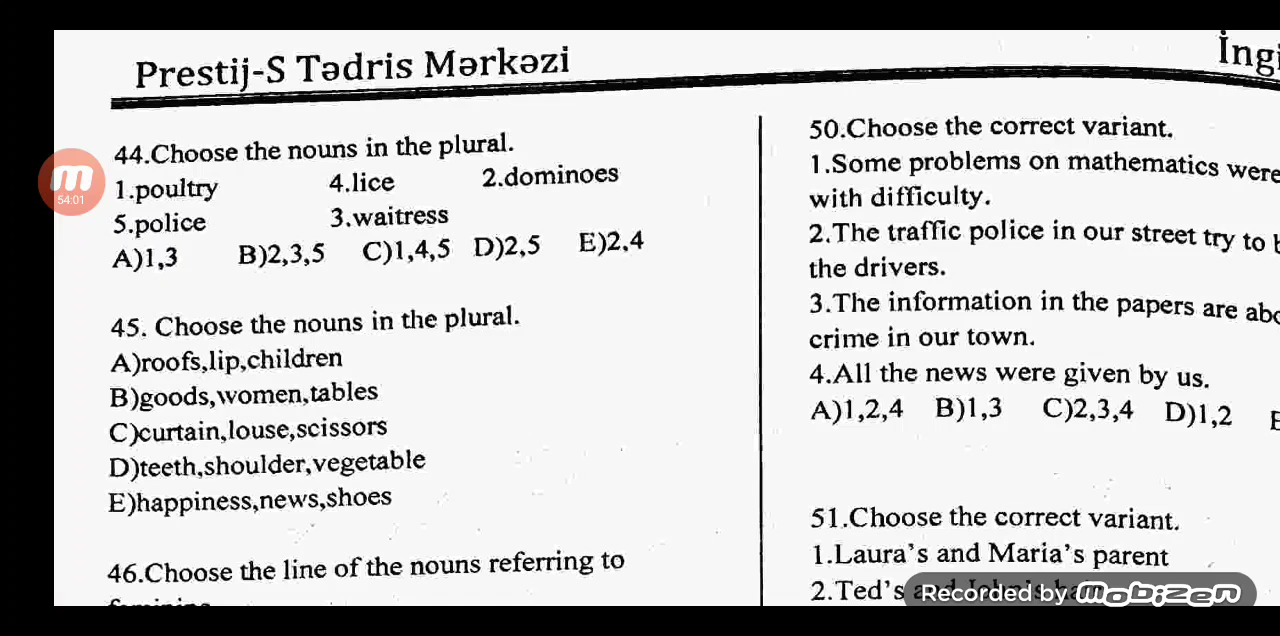 Prestij-S Tədris Mərkəzi
44.Choose the nouns in the plural.
1.poultry 4.lice 2.dominoes
5.police 3.waitress
A)1,3 B)2,3,5 C)1,4,5 D)2,5 E)2,4
45. Choose the nouns in the plural.
A)roofs,lip,children
B)goods,women,tables
C)curtain,louse,scissors
D)teeth,shoulder,vegetable
E)happiness,news,shoes
46.Choose the line of the nouns referring to
İngi
50.Choose the correct variant.
1.Some problems on mathematics were
with difficulty.
2.The traffic police in our street try to
the drivers.
3.The information in the papers are abo
crime in our town.
4.All the news were given by us.
A)1,2,4 B)1,3 C)2,3,4 D)1,2 E
51.Choose the correct variant.
1.Laura's and Maria's parent
2.Ted's
54:01
Recorded by Mobizen